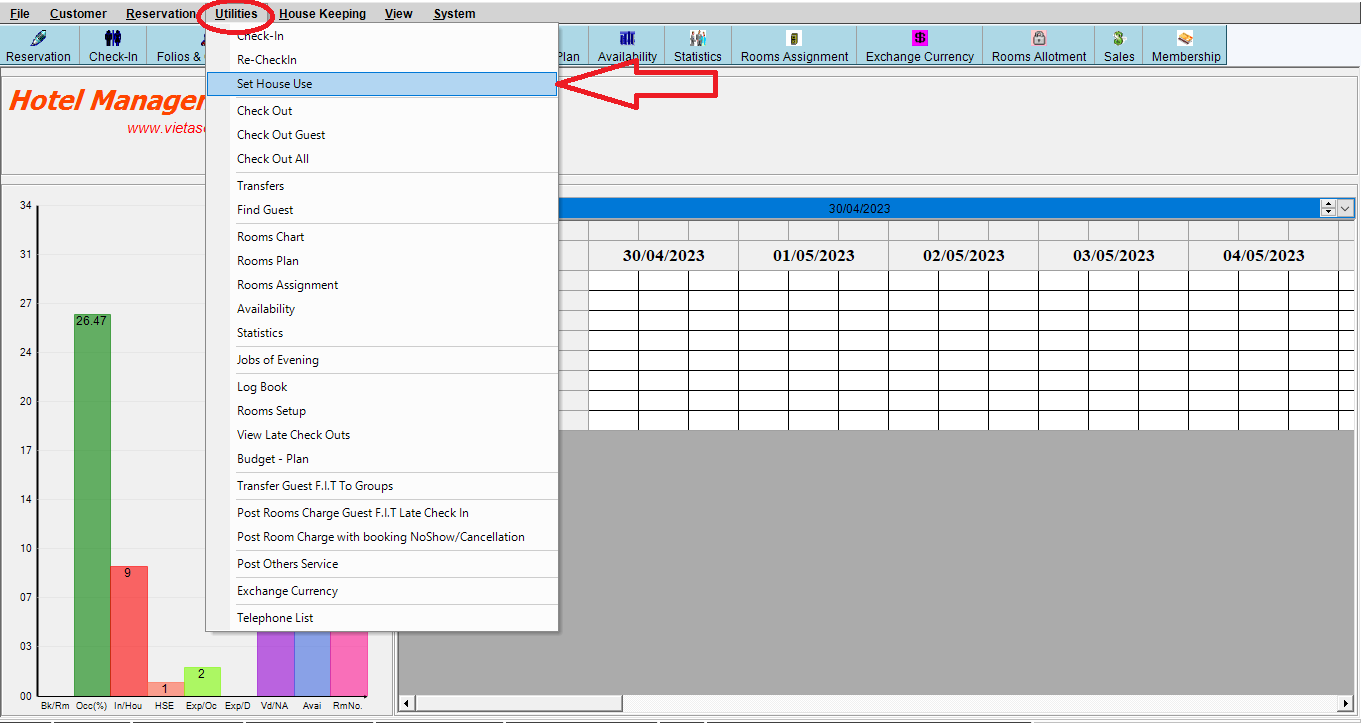 File Customer Reservation Utilities House Keeping View System
Reservation Check-In Folios & Plan Availability Statistics Rooms Assignment Exchange Currency Rooms Allotment Sales Membership
Check-In
Re-CheckIn
Set House Use
Check Out
Check Out Guest
Check Out All
Transfers
Find Guest
Rooms Chart
Rooms Plan
Rooms Assignment
Availability
Statistics
Jobs of Evening
Log Book
Rooms Setup
View Late Check Outs
Budget - Plan
Transfer Guest F.I.T To Groups
Post Rooms Charge Guest F.I.T Late Check In
Post Room Charge with booking NoShow/Cancellation
Post Others Service
Exchange Currency
Telephone List
Hotel Manager
www.vietas
30/04/2023
30/04/2023 01/05/2023 02/05/2023 03/05/2023 04/05/2023
34
31
27
24
20
17
14
10
07
03
00
26.47
9
1
2
Bk/Rm Occ(%) In/Hou HSE Exp/Oc Exp/D Vd/NA Avai RmNo.